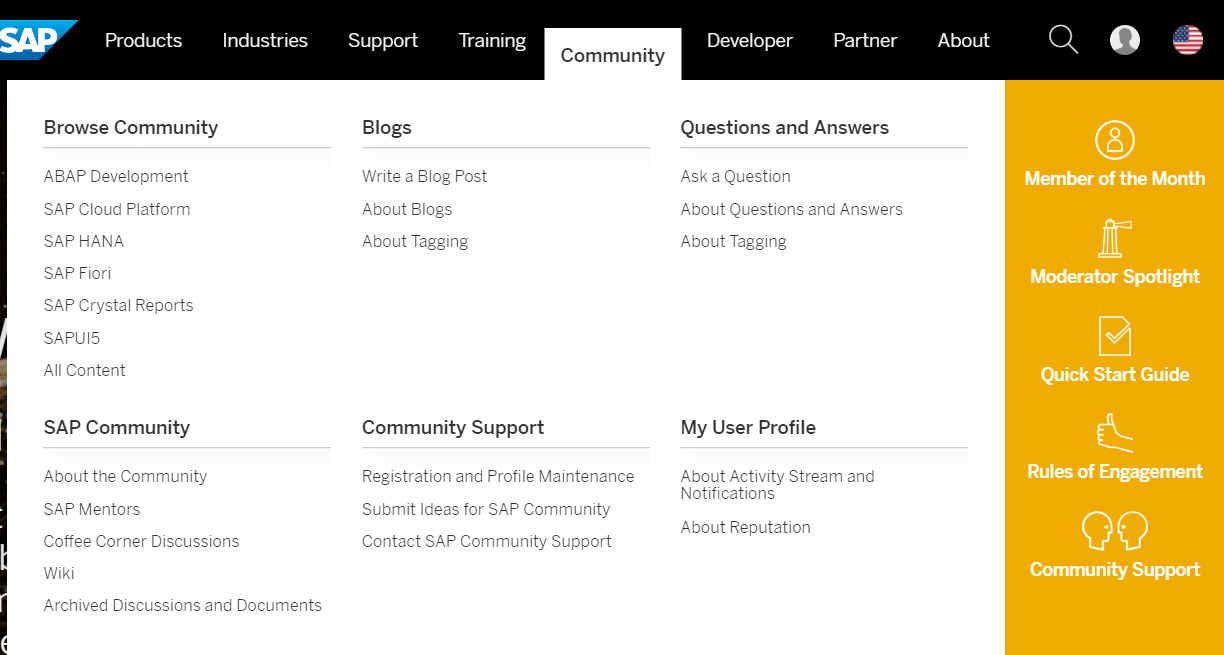 SAP
Products Industries Support Training Community Developer Partner About
Browse Community
ABAP Development
SAP Cloud Platform
SAP HANA
SAP Fiori
SAP Crystal Reports
SAPUI5
All Content
Blogs
Write a Blog Post
About Blogs
About Tagging
Questions and Answers
Ask a Question
About Questions and Answers
About Tagging
SAP Community
About the Community
SAP Mentors
Coffee Corner Discussions
Wiki
Archived Discussions and Documents
Community Support
Registration and Profile Maintenance
Submit Ideas for SAP Community
Contact SAP Community Support
My User Profile
About Activity Stream and
Notifications
About Reputation
Member of the Month
Moderator Spotlight
Quick Start Guide
Rules of Engagement
Community Support